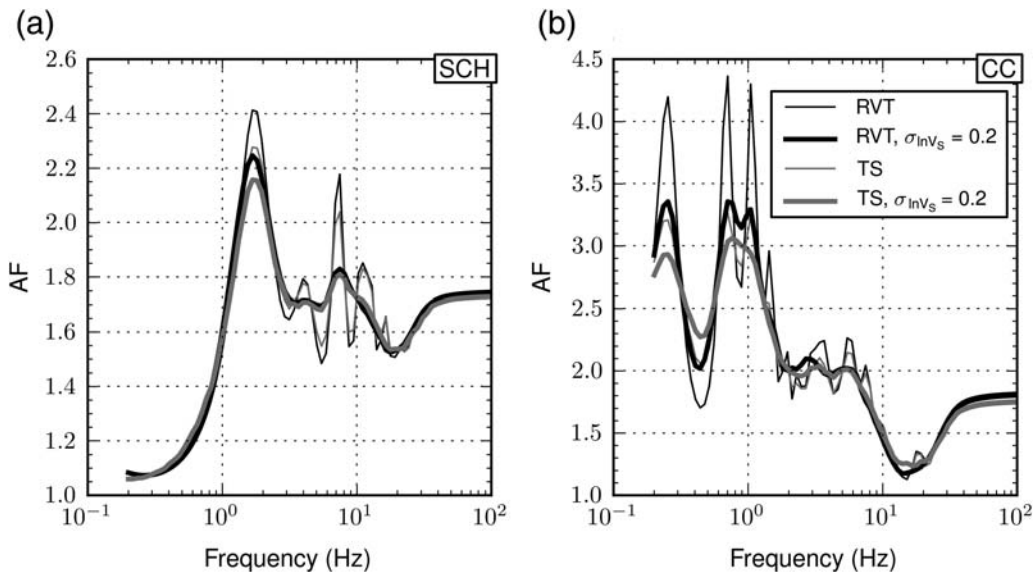 (a)
SCH
AF
2.6
2.4
2.2
2.0
1.8
1.6
1.4
1.2
1.0
10⁻¹ 10⁰ 10¹ 10²
Frequency (Hz)
(b)
CC
RVT
RVT, σ_lnV_S = 0.2
TS
TS, σ_lnV_S = 0.2
AF
4.5
4.0
3.5
3.0
2.5
2.0
1.5
1.0
10⁻¹ 10⁰ 10¹ 10²
Frequency (Hz)